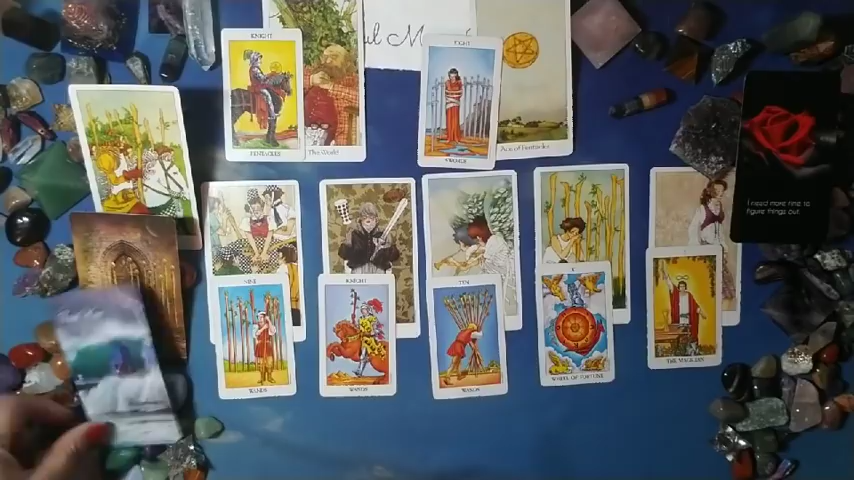 KNIGHT
PENTACLES
The World
EIGHT
SWORDS
Ace of Pentacles
I need more time to
figure things out.
NINE
WANDS
KNIGHT
WANDS
TEN
WANDS
X
WHEEL OF FORTUNE
THE MAGICIAN